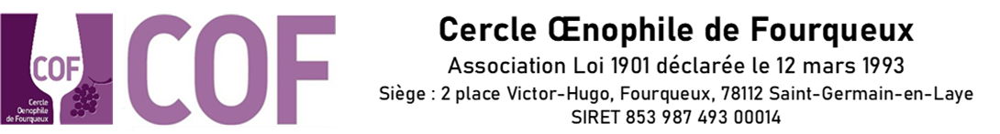 COF
Cercle
Oenophile
de Fourqueux
COF
Cercle Œnophile de Fourqueux
Association Loi 1901 déclarée le 12 mars 1993
Siège : 2 place Victor-Hugo, Fourqueux, 78112 Saint-Germain-en-Laye
SIRET 853 987 493 00014